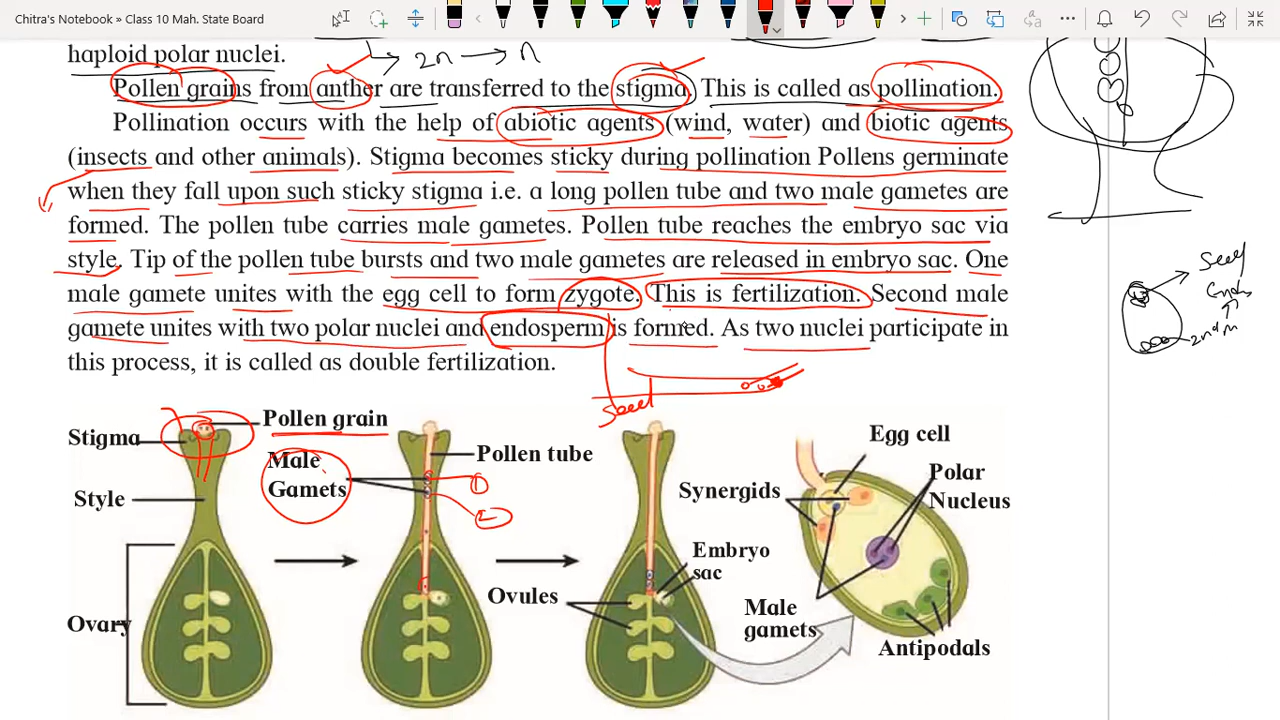 Chitra's Notebook » Class 10 Mah. State Board
haploid polar nuclei.
2n → n
Pollen grains from anther are transferred to the stigma. This is called as pollination.
Pollination occurs with the help of abiotic agents (wind, water) and biotic agents
(insects and other animals). Stigma becomes sticky during pollination Pollens germinate
when they fall upon such sticky stigma i.e. a long pollen tube and two male gametes are
formed. The pollen tube carries male gametes. Pollen tube reaches the embryo sac via
style. Tip of the pollen tube bursts and two male gametes are released in embryo sac. One
male gamete unites with the egg cell to form zygote. This is fertilization. Second male
gamete unites with two polar nuclei and endosperm is formed. As two nuclei participate in
this process, it is called as double fertilization.
Seed
Seed
Pollen grain
Stigma
Male
Gamets
Style
Ovary
Pollen tube
1
2
Ovules
Embryo
sac
Egg cell
Synergids
Polar
Nucleus
Male
gamets
Antipodals